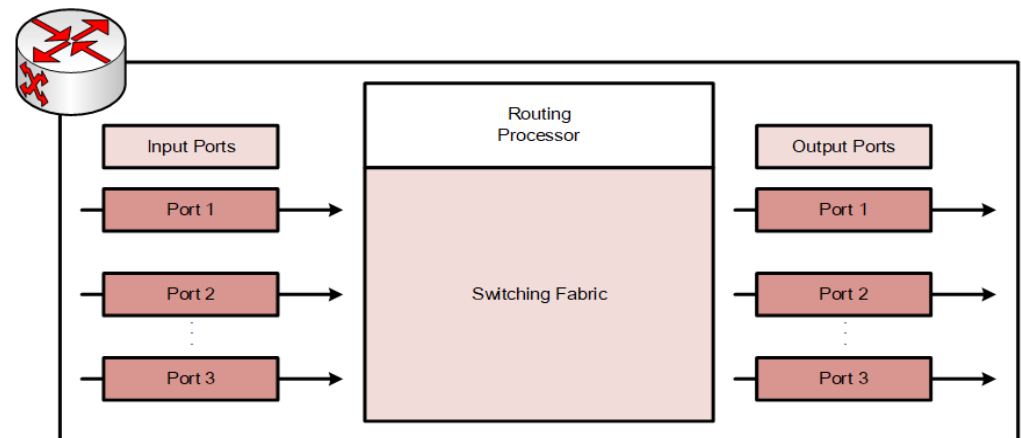 Routing
Processor
Input Ports
Output Ports
Port 1
Port 1
Port 2
Switching Fabric
Port 2
Port 3
Port 3